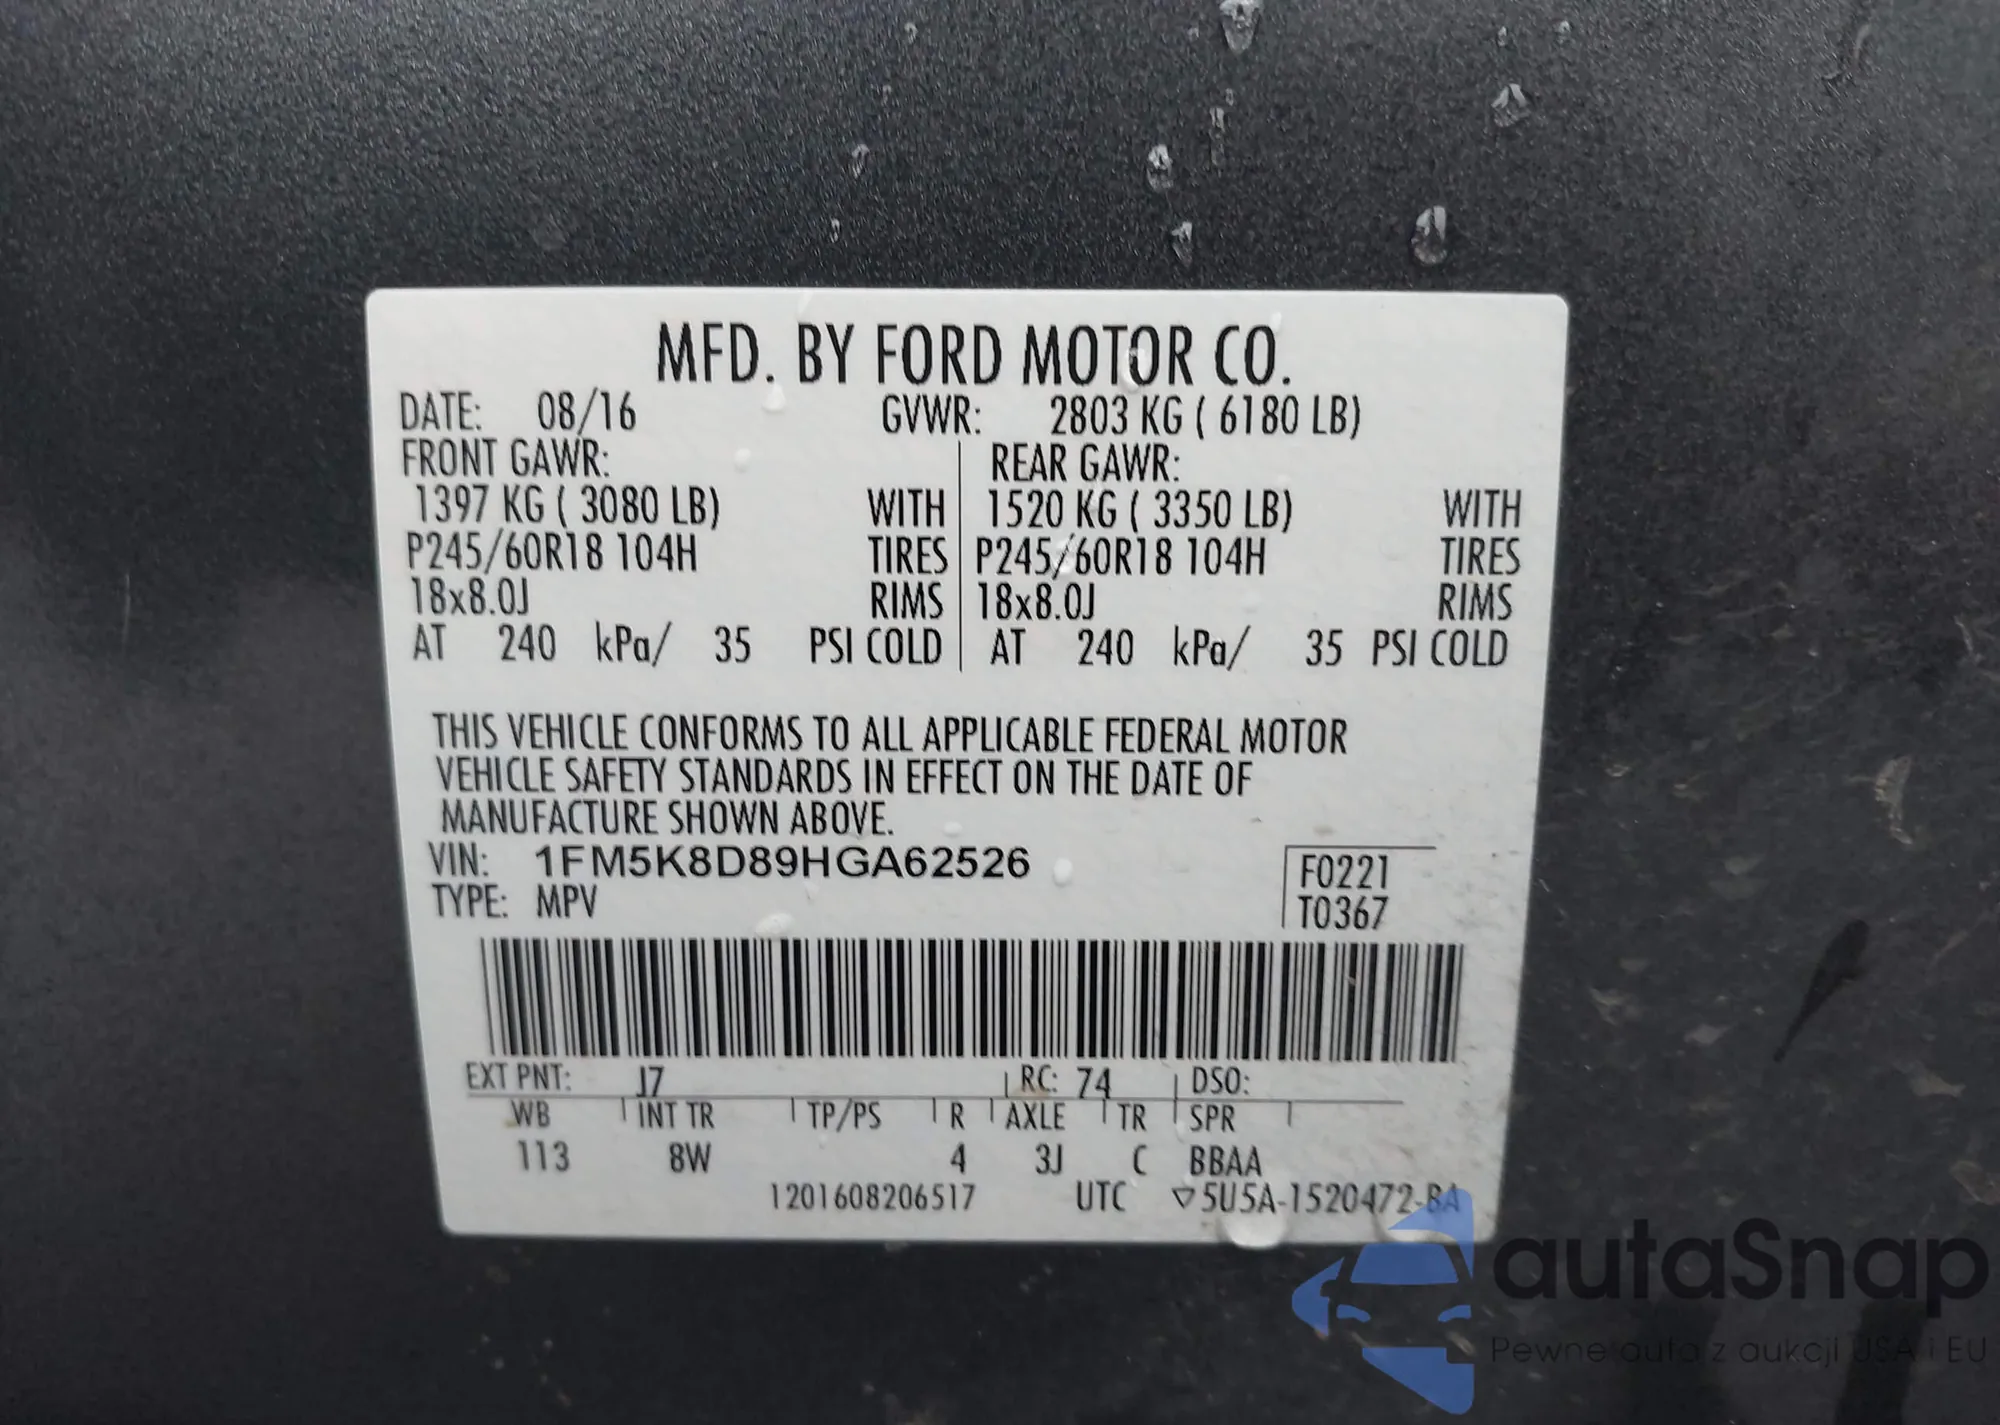 MFD. BY FORD MOTOR CO.
DATE: 08/16 GVWR: 2803 KG ( 6180 LB)
FRONT GAWR: REAR GAWR:
1397 KG ( 3080 LB) WITH 1520 KG ( 3350 LB) WITH
P245/60R18 104H TIRES P245/60R18 104H TIRES
18x8.0J RIMS 18x8.0J RIMS
AT 240 kPa/ 35 PSI COLD AT 240 kPa/ 35 PSI COLD
THIS VEHICLE CONFORMS TO ALL APPLICABLE FEDERAL MOTOR
VEHICLE SAFETY STANDARDS IN EFFECT ON THE DATE OF
MANUFACTURE SHOWN ABOVE.
VIN: 1FM5K8D89HGA62526 F0221
TYPE: MPV T0367
EXT PNT: J7 RC: 74 DSO:
WB INT TR TP/PS R AXLE TR SPR
113 8W 4 3J C BBAA
1201608206517 UTC ▽5U5A-1520472-BA
autaSnap
Pewne auta z aukcji USA i EU